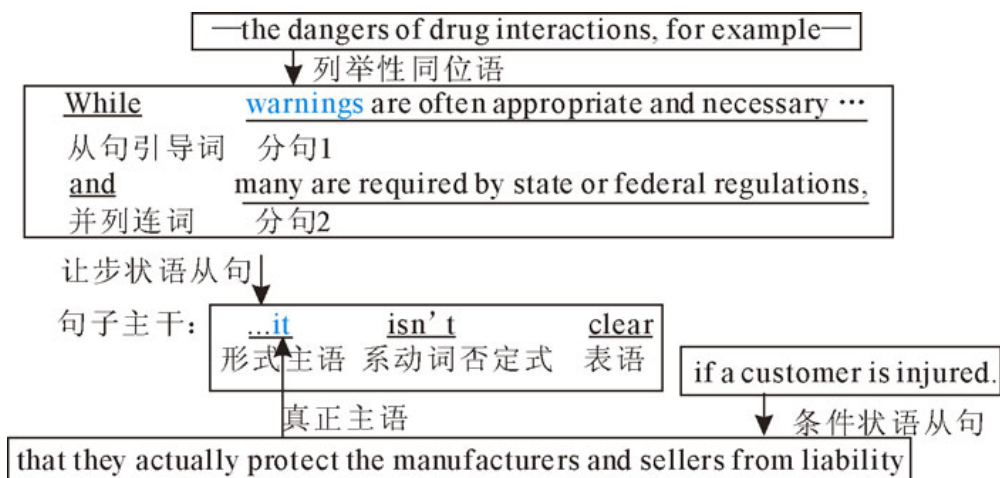 —the dangers of drug interactions, for example—
列举性同位语
While warnings are often appropriate and necessary …
从句引导词 分句1
and many are required by state or federal regulations,
并列连词 分句2
让步状语从句
句子主干: …it isn't clear
形式主语 系动词否定式 表语
if a customer is injured.
真正主语
条件状语从句
that they actually protect the manufacturers and sellers from liability